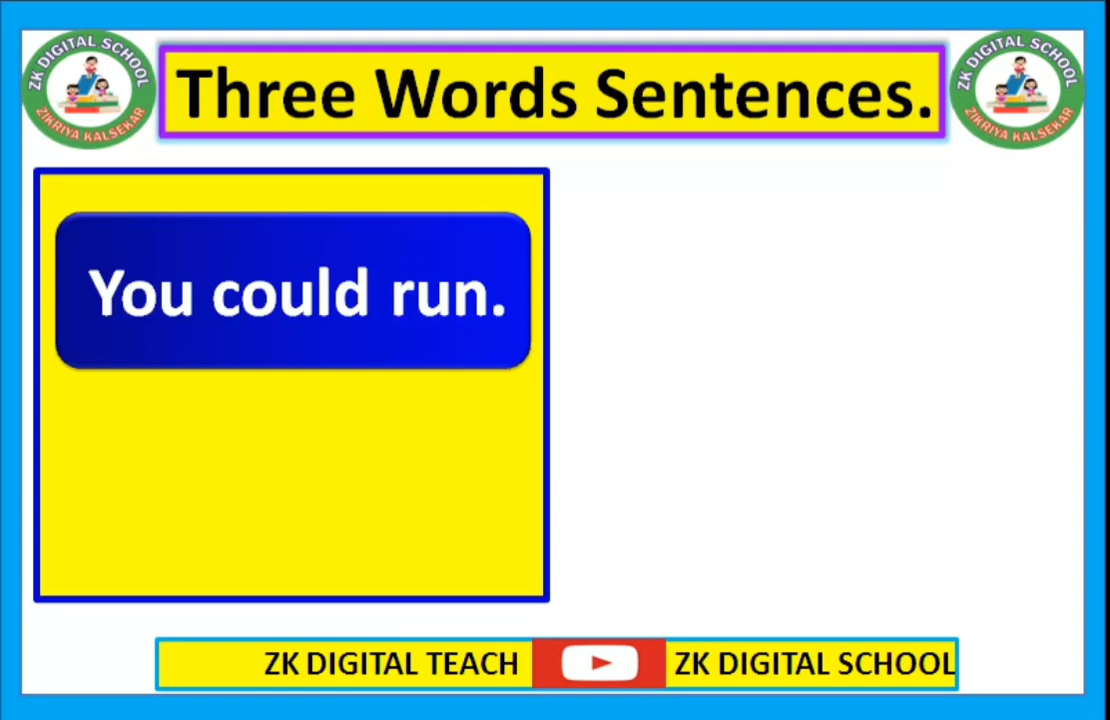 ZK DIGITAL SCHOOL
ZIKRIYA KALSEKAR
Three Words Sentences.
ZK DIGITAL SCHOOL
ZIKRIYA KALSEKAR
You could run.
ZK DIGITAL TEACH
ZK DIGITAL SCHOOL